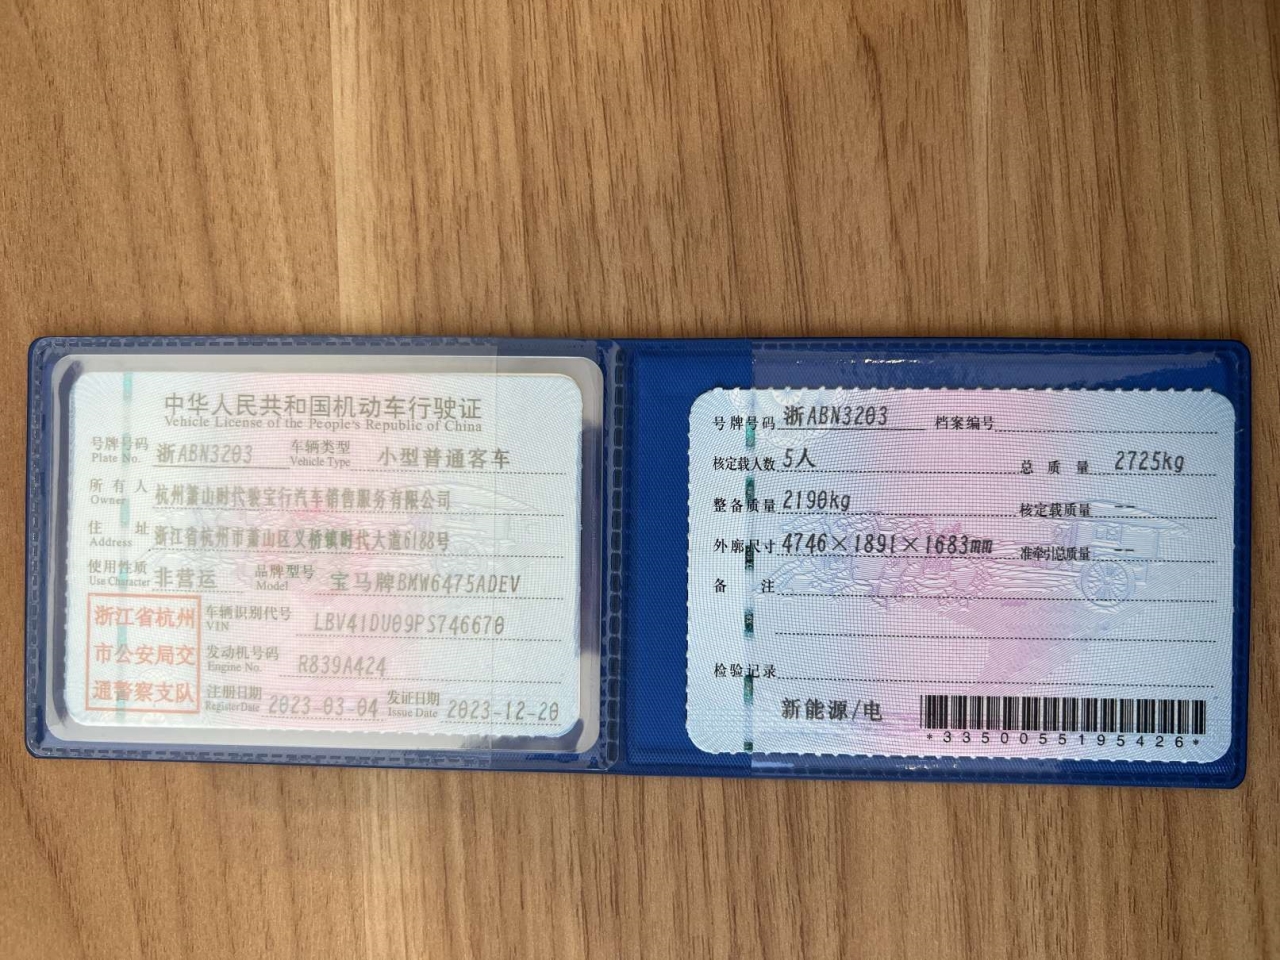 中华人民共和国机动车行驶证
Vehicle License of the People's Republic of China
号牌号码 Plate No. 浙ABN3203 车辆类型 Vehicle Type 小型普通客车
所有人 Owner 杭州萧山时代骏宝行汽车销售服务有限公司
住址 Address 浙江省杭州市萧山区义桥镇时代大道6188号
使用性质 Use Character 非营运 品牌型号 Model 宝马牌BMW6475ADEV
浙江省杭州
市公安局交
通警察支队
车辆识别代号 VIN LBV41DU09PS746670
发动机号码 Engine No. R839A424
注册日期 Register Date 2023-03-04 发证日期 Issue Date 2023-12-20
号牌号码 浙ABN3203 档案编号
核定载人数 5人 总质量 2725kg
整备质量 2190kg 核定载质量 --
外廓尺寸 4746×1891×1683mm 准牵引总质量 --
备注
检验记录
新能源/电
*3350055195426*